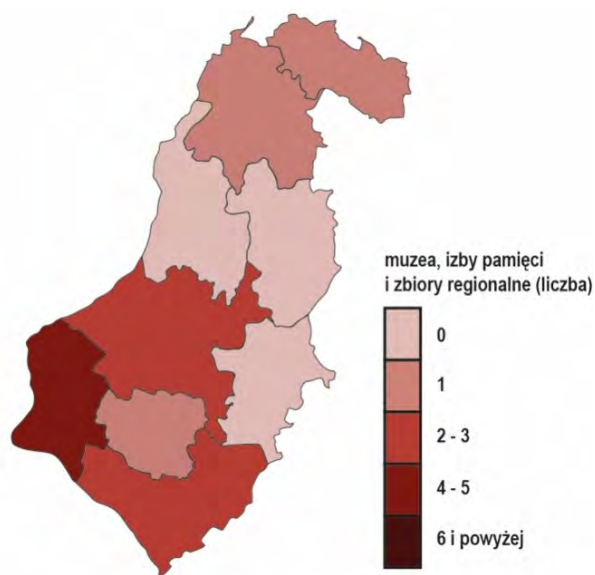 muzea, izby pamięci
i zbiory regionalne (liczba)
0
1
2 - 3
4 - 5
6 i powyżej